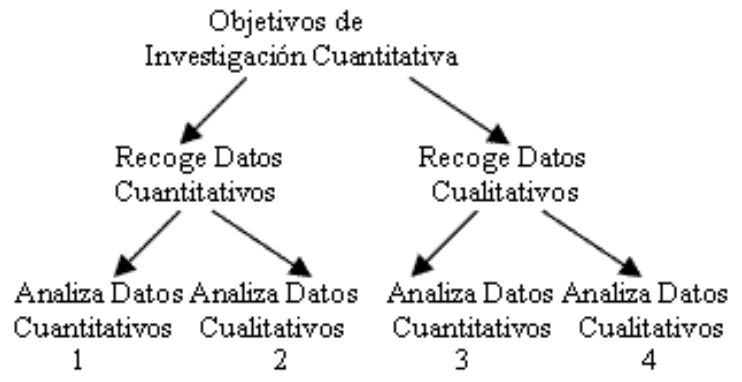 Objetivos de
Investigación Cuantitativa
Recoge Datos
Cuantitativos
Recoge Datos
Cualitativos
Analiza Datos
Cuantitativos
1
Analiza Datos
Cualitativos
2
Analiza Datos
Cuantitativos
3
Analiza Datos
Cualitativos
4